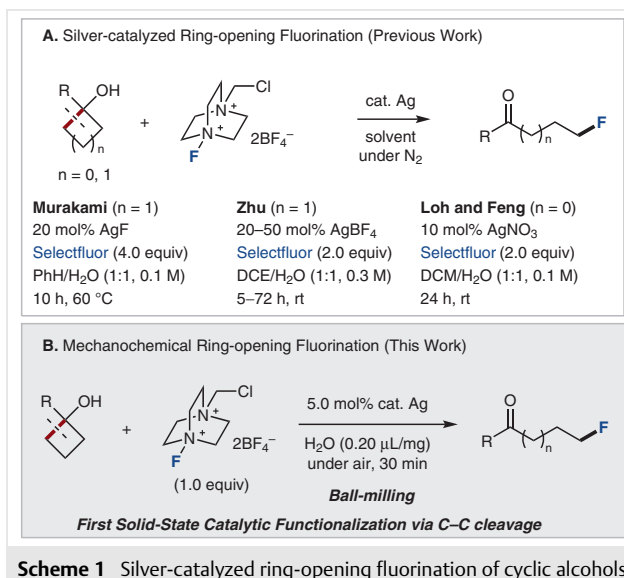 A. Silver-catalyzed Ring-opening Fluorination (Previous Work)
R OH
( )n
n = 0, 1
+
Cl
N+
N+
F
2BF4−
cat. Ag
solvent
under N2
O
R ( )n F
Murakami (n = 1)
20 mol% AgF
Selectfluor (4.0 equiv)
PhH/H2O (1:1, 0.1 M)
10 h, 60 °C
Zhu (n = 1)
20–50 mol% AgBF4
Selectfluor (2.0 equiv)
DCE/H2O (1:1, 0.3 M)
5–72 h, rt
Loh and Feng (n = 0)
10 mol% AgNO3
Selectfluor (2.0 equiv)
DCM/H2O (1:1, 0.1 M)
24 h, rt
B. Mechanochemical Ring-opening Fluorination (This Work)
R OH
+
Cl
N+
N+
F
2BF4−
(1.0 equiv)
5.0 mol% cat. Ag
H2O (0.20 μL/mg)
under air, 30 min
Ball-milling
O
R ( )n F
First Solid-State Catalytic Functionalization via C–C cleavage
Scheme 1 Silver-catalyzed ring-opening fluorination of cyclic alcohols